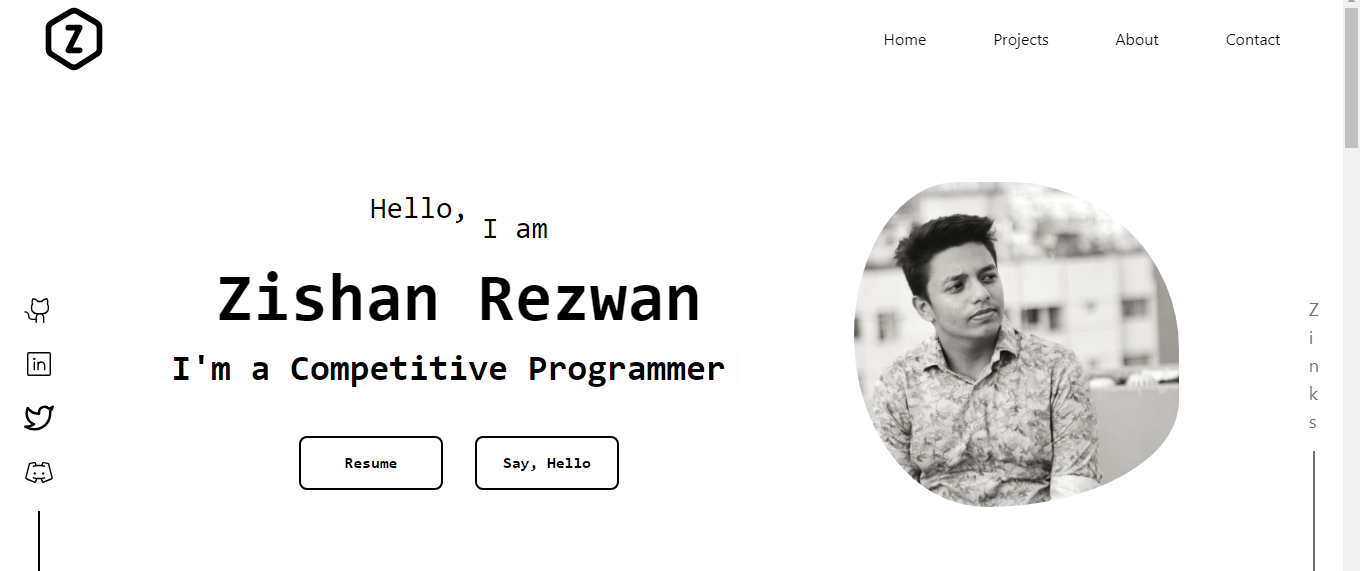 Z
Home Projects About Contact
Hello,
I am
Zishan Rezwan
I'm a Competitive Programmer
Resume Say, Hello
in
Z
i
n
k
s